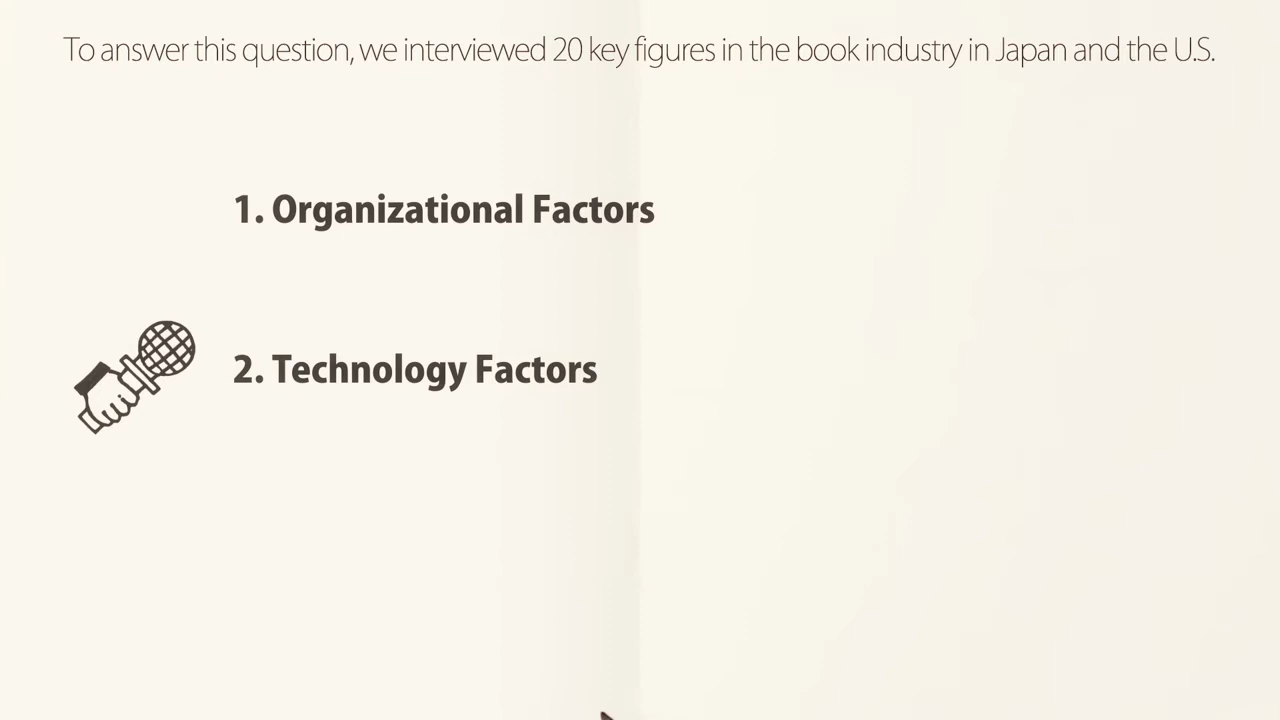 To answer this question, we interviewed 20 key figures in the book industry in Japan and the U.S.
1. Organizational Factors
2. Technology Factors